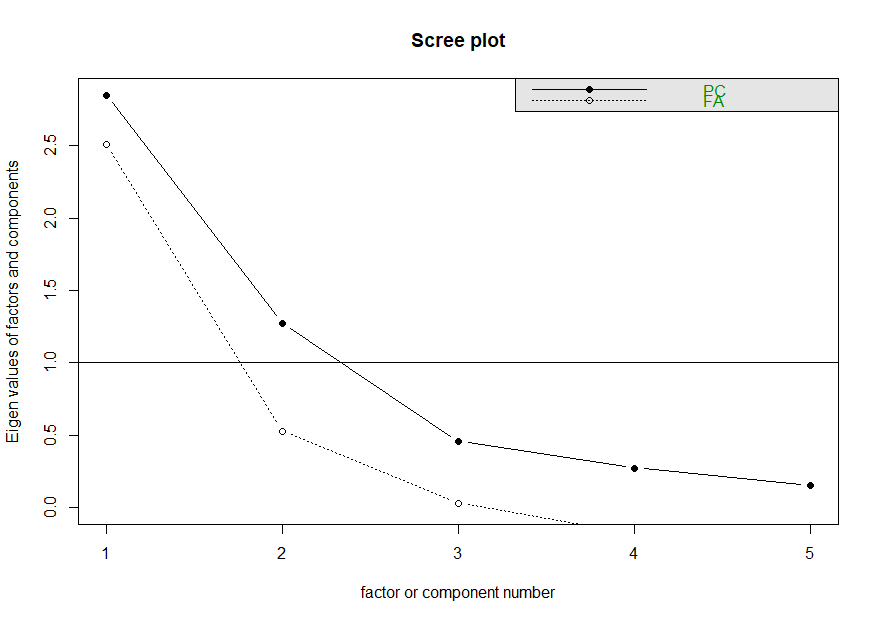 Scree plot
PC
FA
Eigen values of factors and components
2.5
2.0
1.5
1.0
0.5
0.0
1 2 3 4 5
factor or component number